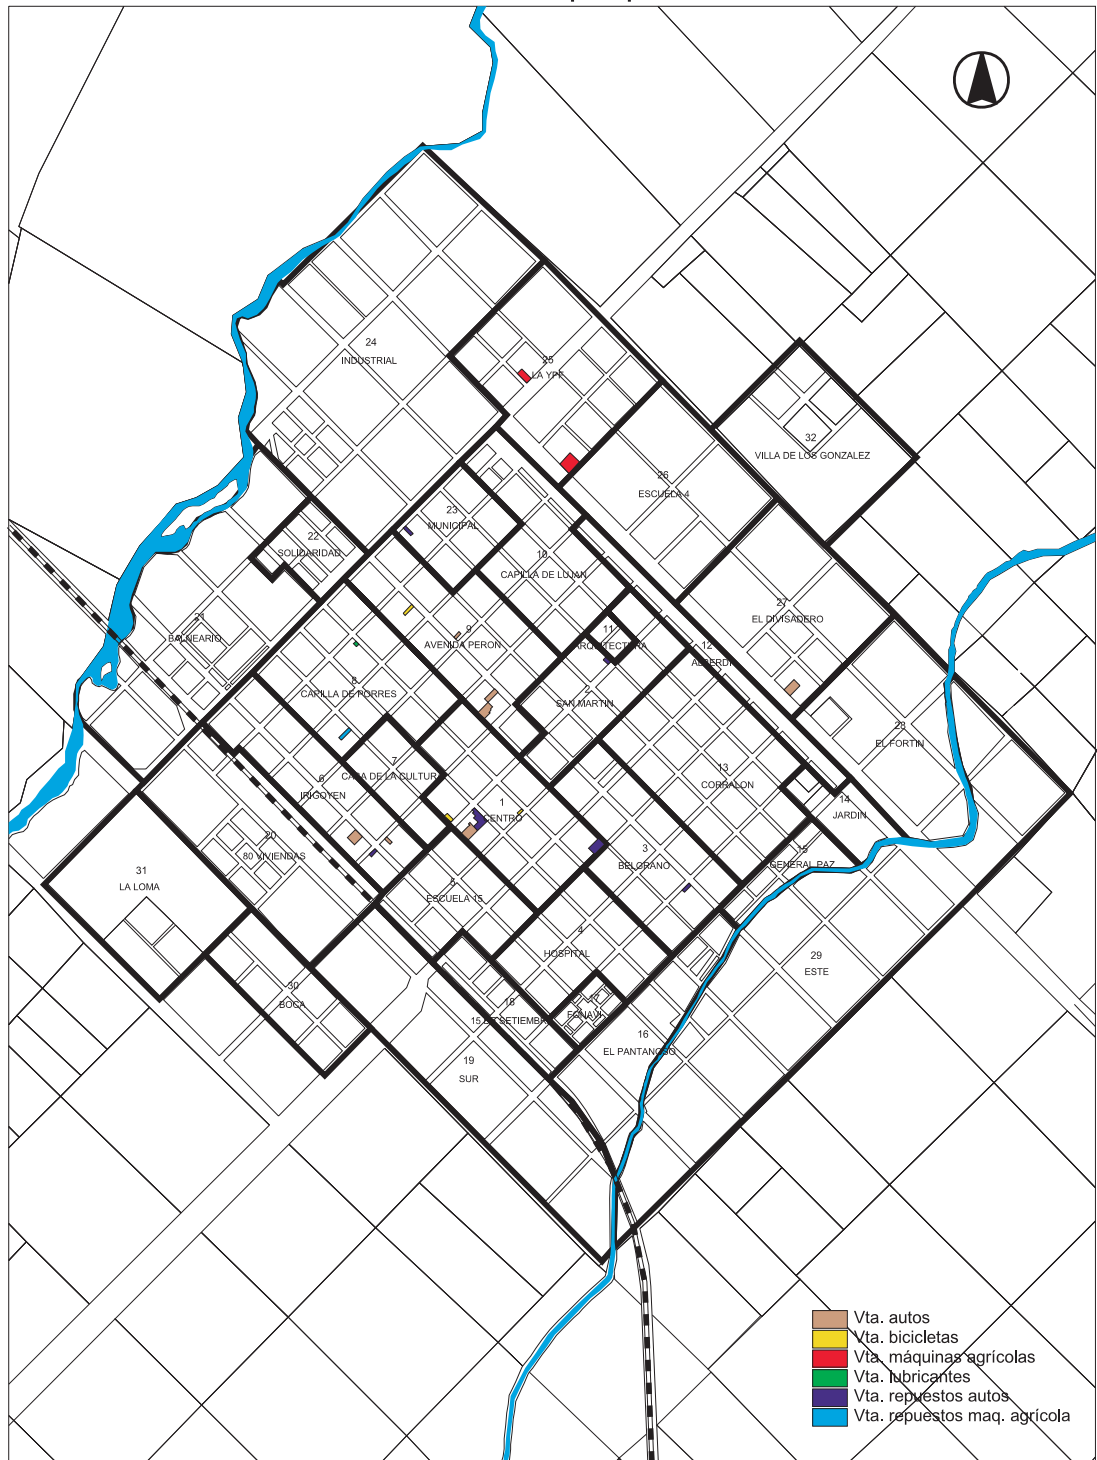 24
INDUSTRIAL
25
LA YPF
32
VILLA DE LOS GONZALEZ
26
ESCUELA 4
23
MUNICIPAL
22
SOLIDARIDAD
10
CAPILLA DE LUJAN
27
EL DIVISADERO
21
BALNEARIO
9
AVENIDA PERON
11
ARQUITECTURA
12
ALBERDI
8
CAPILLA DE PORRES
2
SAN MARTIN
28
EL FORTIN
7
CASA DE LA CULTURA
6
IRIGOYEN
13
CORRALON
1
CENTRO
14
JARDIN
20
80 VIVIENDAS
3
BELGRANO
15
GENERAL PAZ
31
LA LOMA
5
ESCUELA 15
4
HOSPITAL
29
ESTE
30
BOCA
17
FONAVI
18
15 DE SETIEMBRE
16
EL PANTANOSO
19
SUR
Vta. autos
Vta. bicicletas
Vta. máquinas agrícolas
Vta. lubricantes
Vta. repuestos autos
Vta. repuestos maq. agrícola